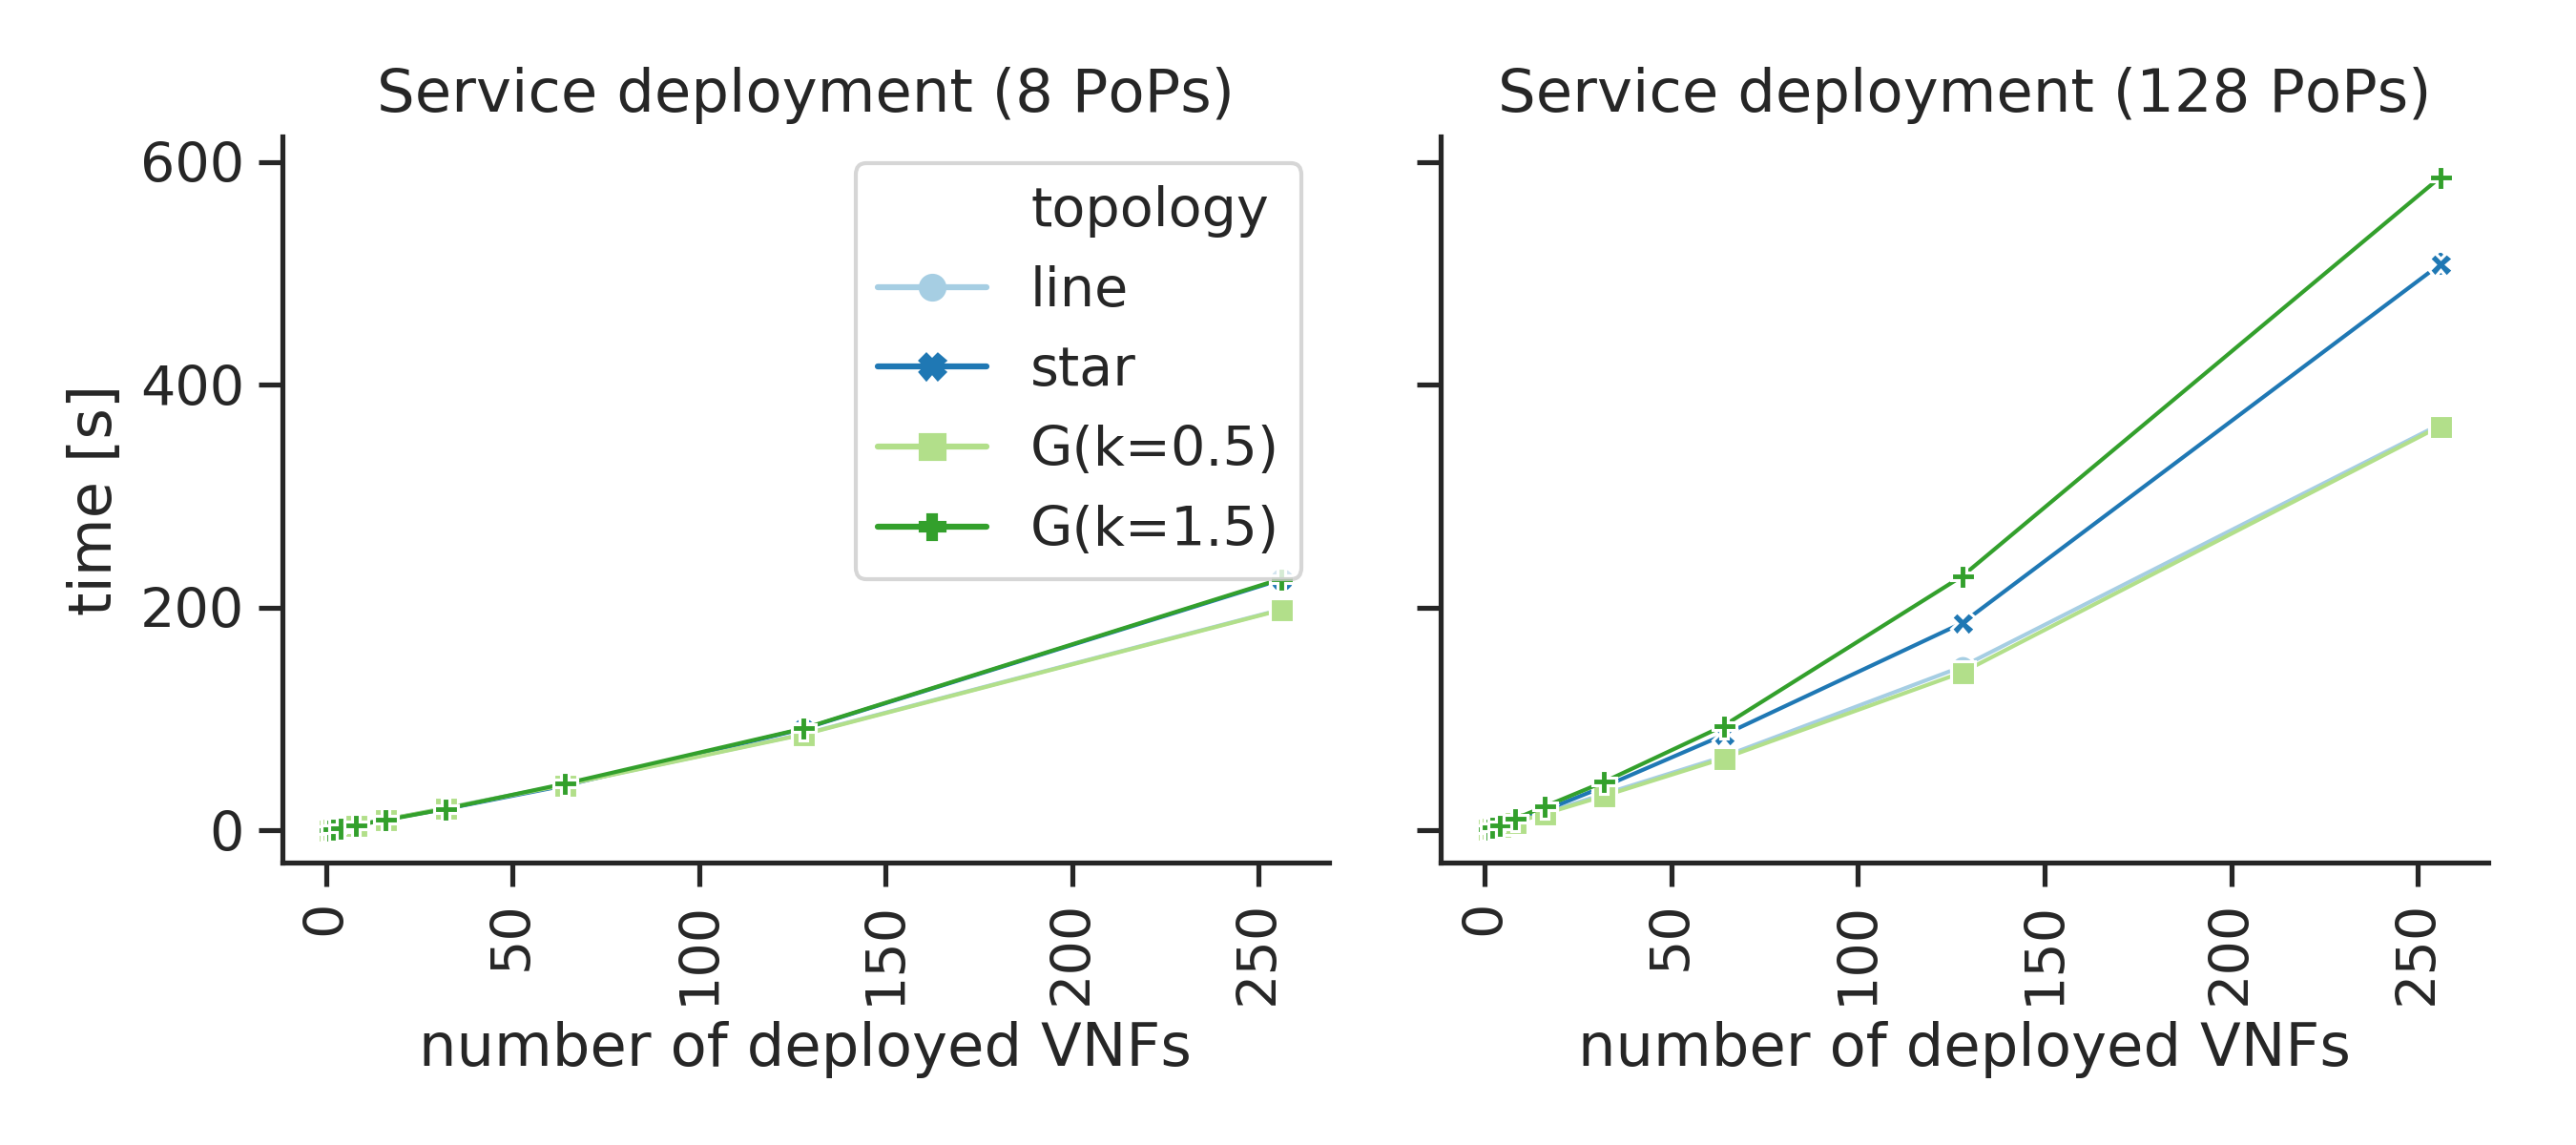 Service deployment (8 PoPs)
Service deployment (128 PoPs)
time [s]
600
400
200
0
topology
line
star
G(k=0.5)
G(k=1.5)
0
50
100
150
200
250
number of deployed VNFs
0
50
100
150
200
250
number of deployed VNFs